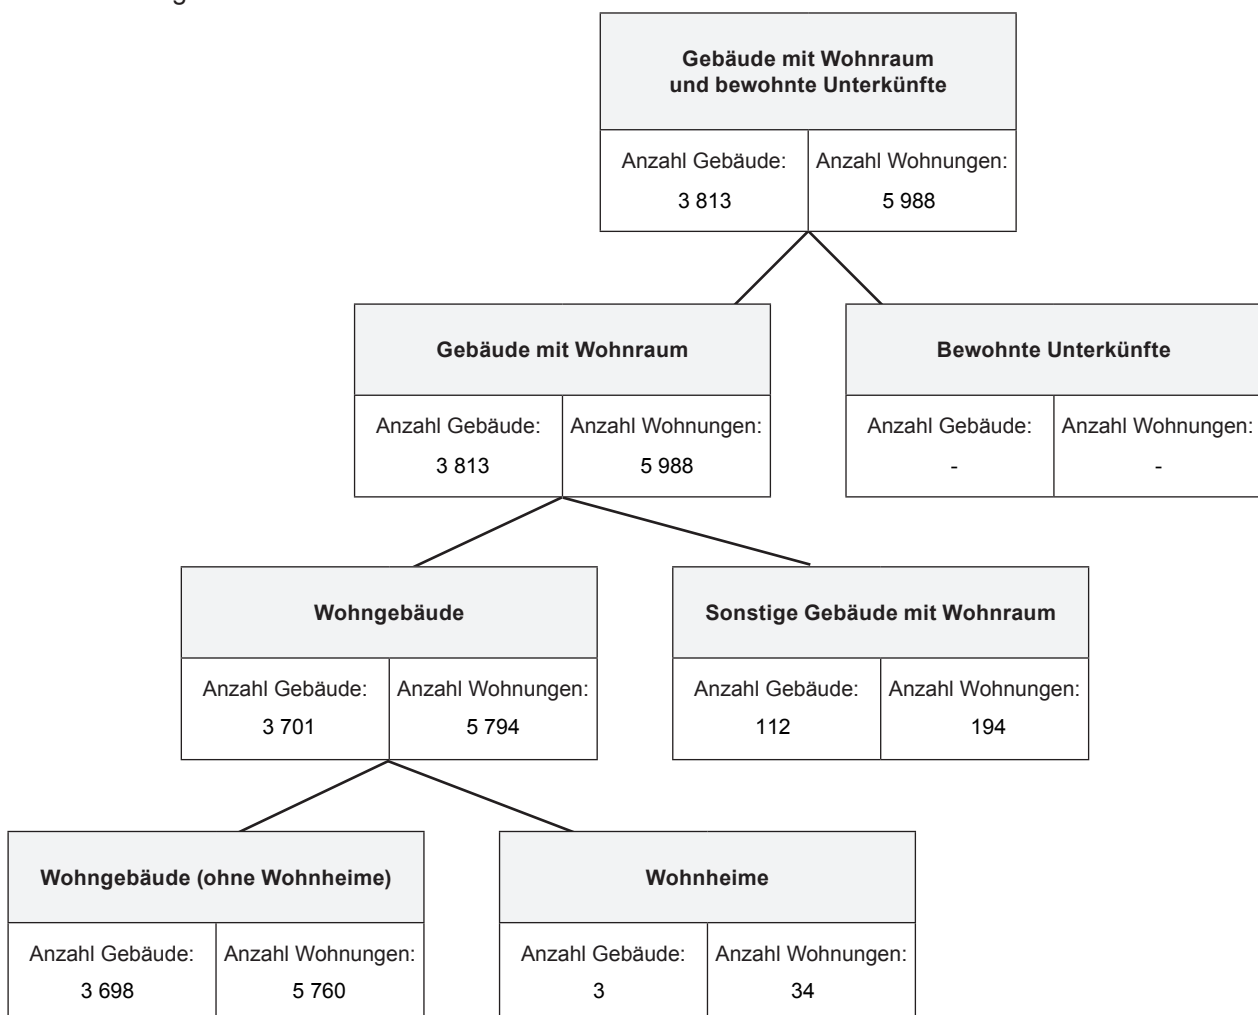 Gebäude mit Wohnraum
und bewohnte Unterkünfte
Anzahl Gebäude: Anzahl Wohnungen:
3 813 5 988
Gebäude mit Wohnraum
Anzahl Gebäude: Anzahl Wohnungen:
3 813 5 988
Bewohnte Unterkünfte
Anzahl Gebäude: Anzahl Wohnungen:
- -
Wohngebäude
Anzahl Gebäude: Anzahl Wohnungen:
3 701 5 794
Sonstige Gebäude mit Wohnraum
Anzahl Gebäude: Anzahl Wohnungen:
112 194
Wohngebäude (ohne Wohnheime)
Anzahl Gebäude: Anzahl Wohnungen:
3 698 5 760
Wohnheime
Anzahl Gebäude: Anzahl Wohnungen:
3 34